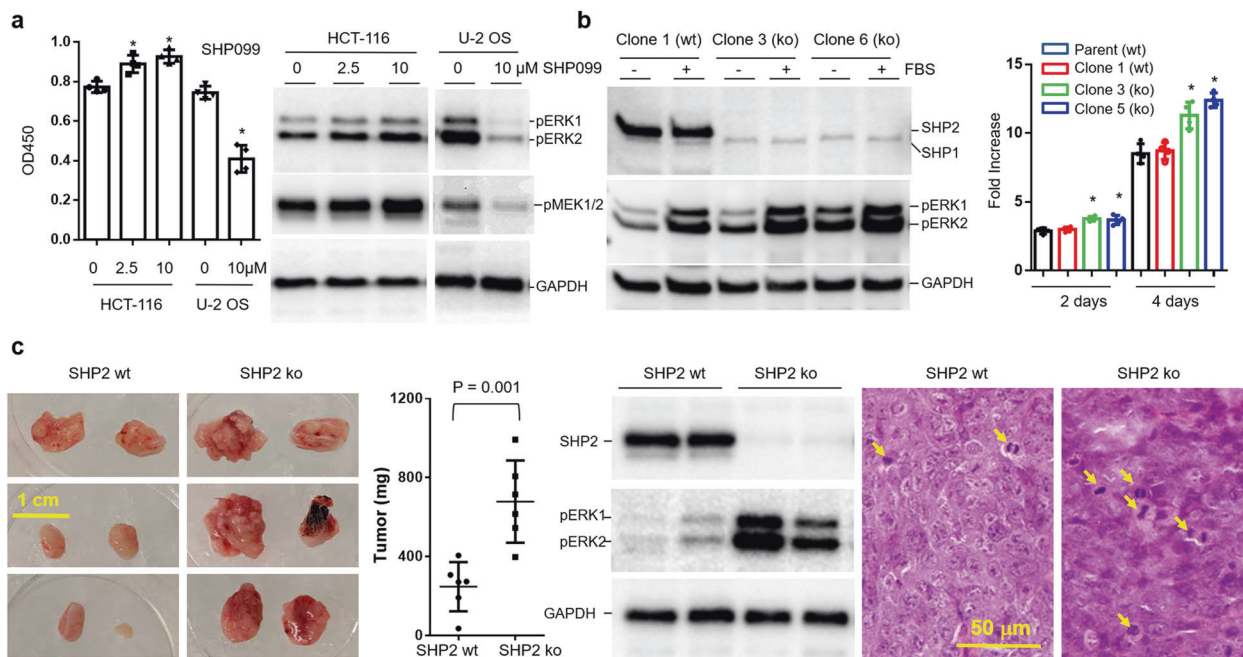 a
SHP099
OD450
1.0
0.8
0.6
0.4
0.2
0.0
* * *
0 2.5 10 0 10µM
HCT-116 U-2 OS
HCT-116 U-2 OS
0 2.5 10 0 10 µM SHP099
pERK1
pERK2
pMEK1/2
GAPDH
b
Clone 1 (wt) Clone 3 (ko) Clone 6 (ko)
- + - + - + FBS
SHP2
SHP1
pERK1
pERK2
GAPDH
Parent (wt)
Clone 1 (wt)
Clone 3 (ko)
Clone 5 (ko)
Fold Increase
15
10
5
0
* * * *
2 days 4 days
c
SHP2 wt SHP2 ko
1 cm
P = 0.001
Tumor (mg)
1200
800
400
0
SHP2 wt SHP2 ko
SHP2 wt SHP2 ko
SHP2
pERK1
pERK2
GAPDH
SHP2 wt SHP2 ko
50 µm